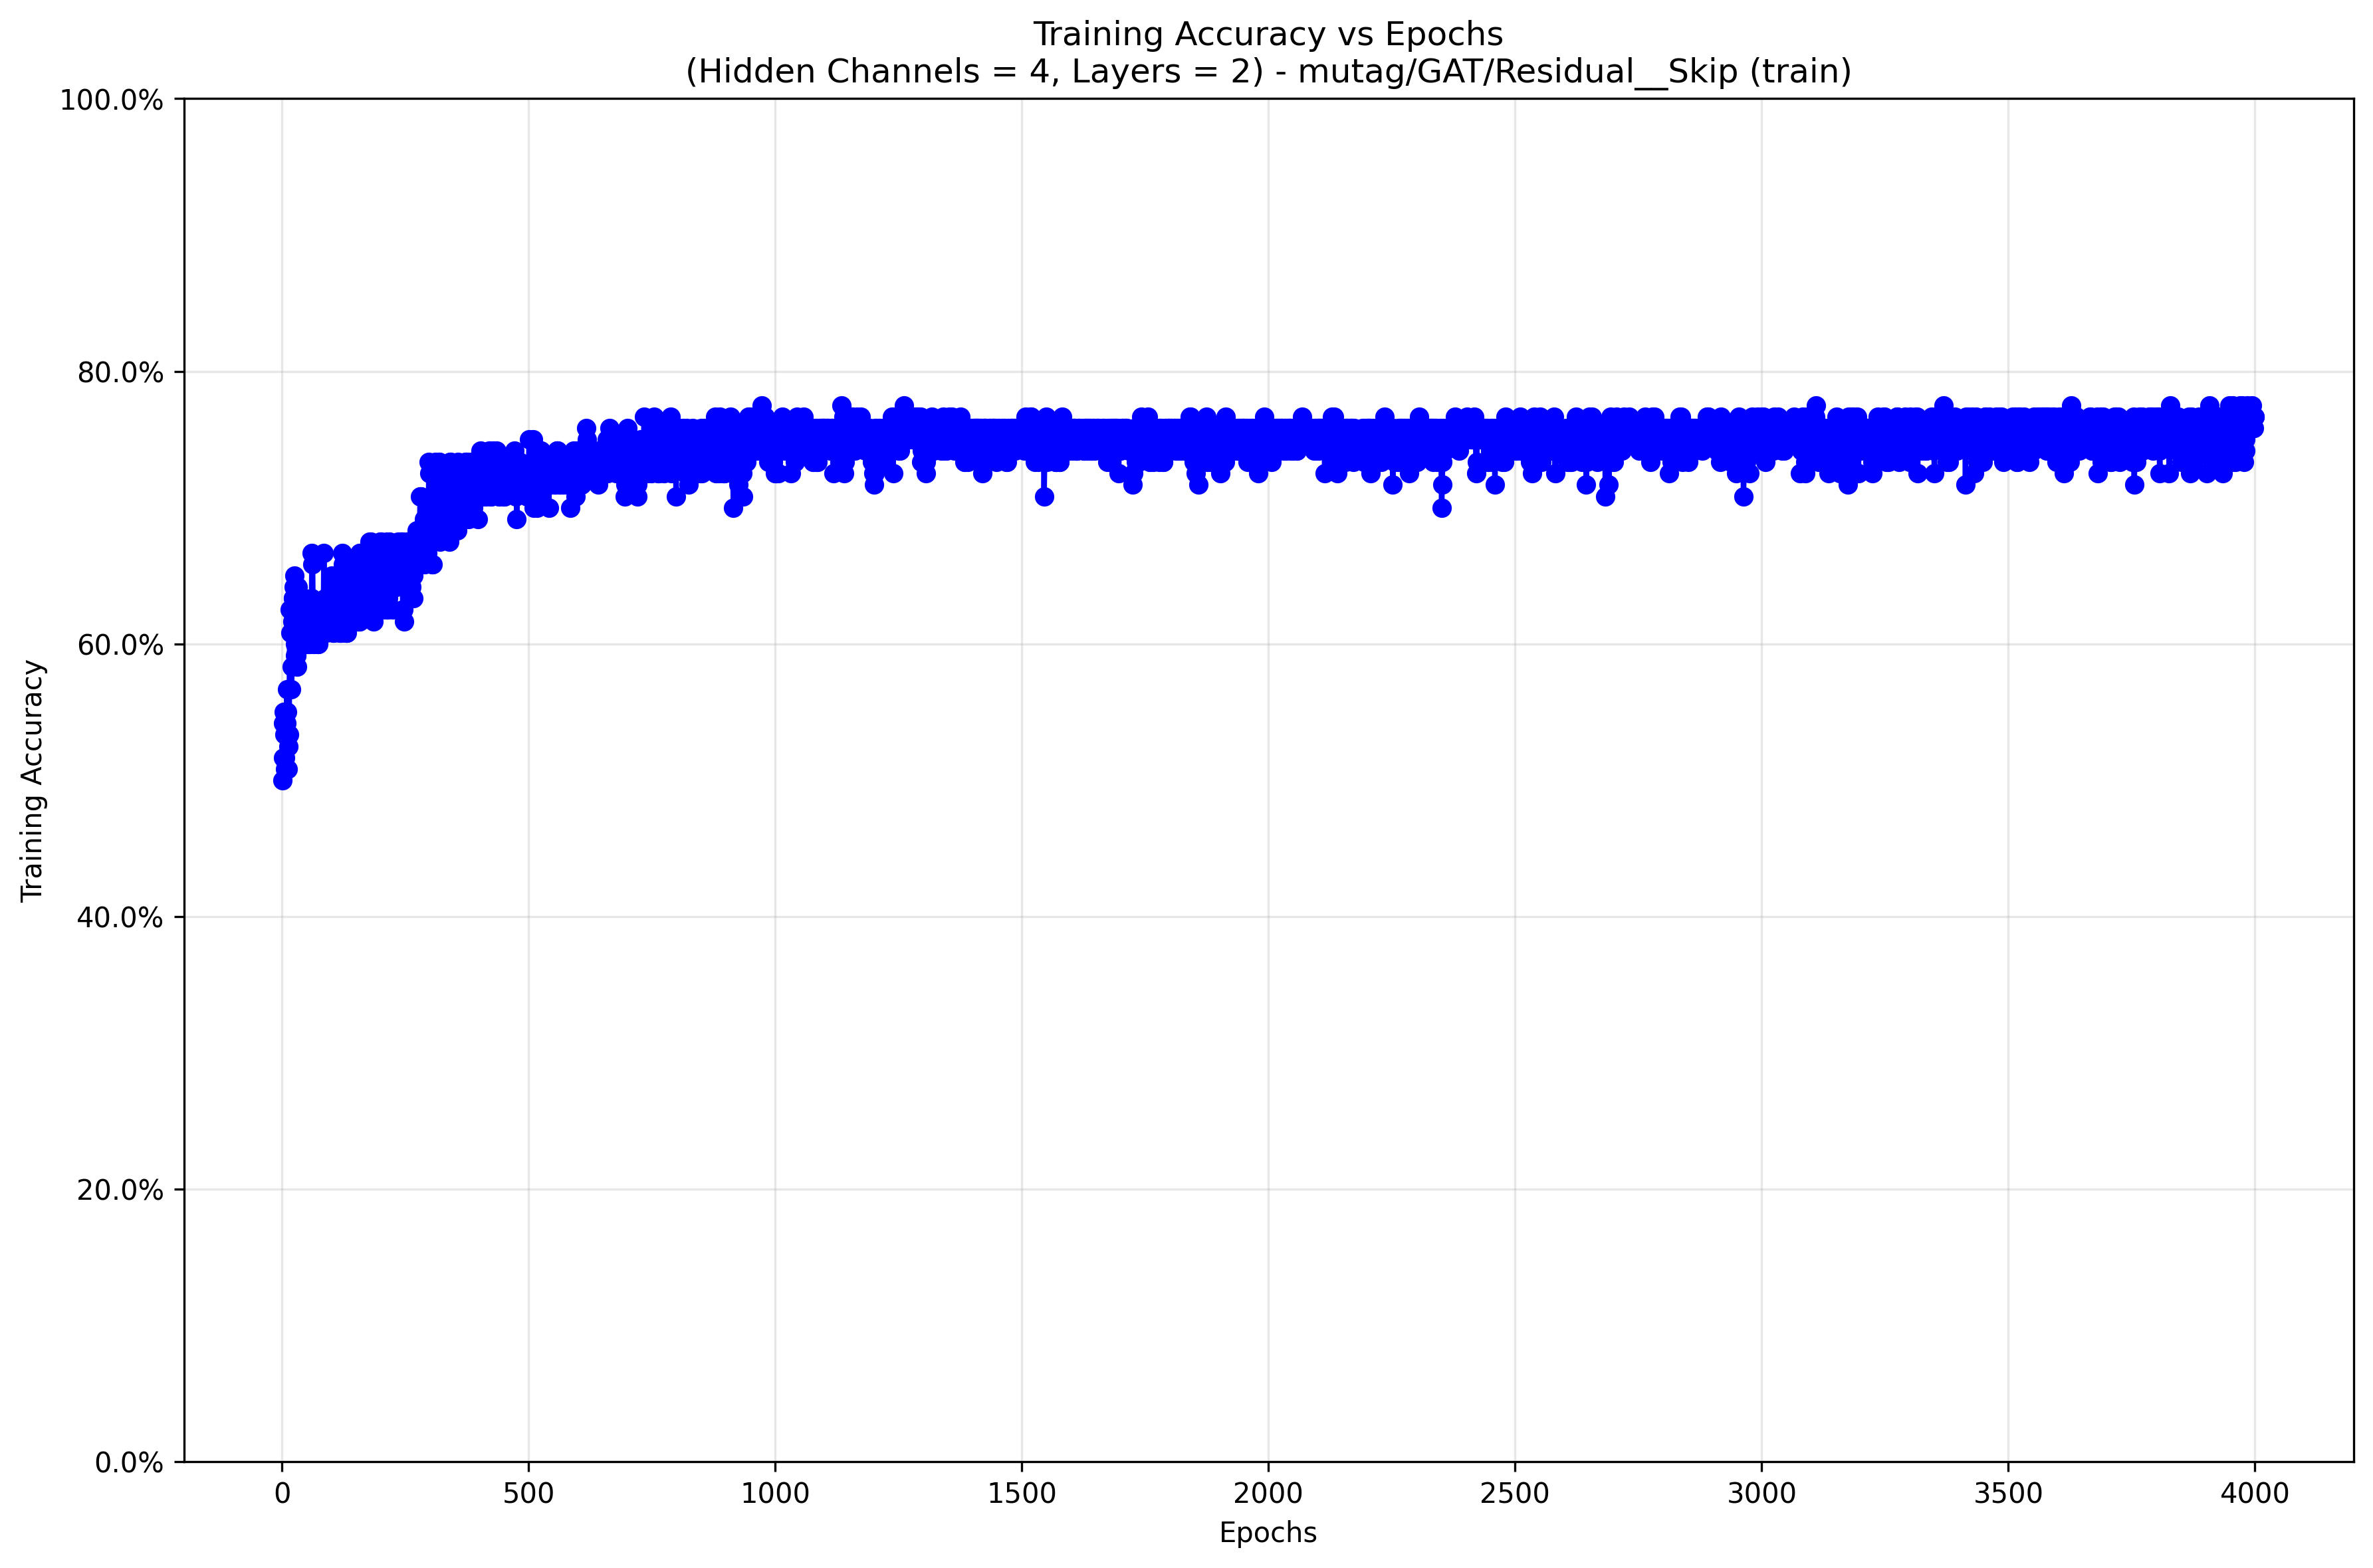 Training Accuracy vs Epochs
(Hidden Channels = 4, Layers = 2) - mutag/GAT/Residual__Skip (train)
100.0%
80.0%
60.0%
40.0%
20.0%
0.0%
Training Accuracy
0 500 1000 1500 2000 2500 3000 3500 4000
Epochs